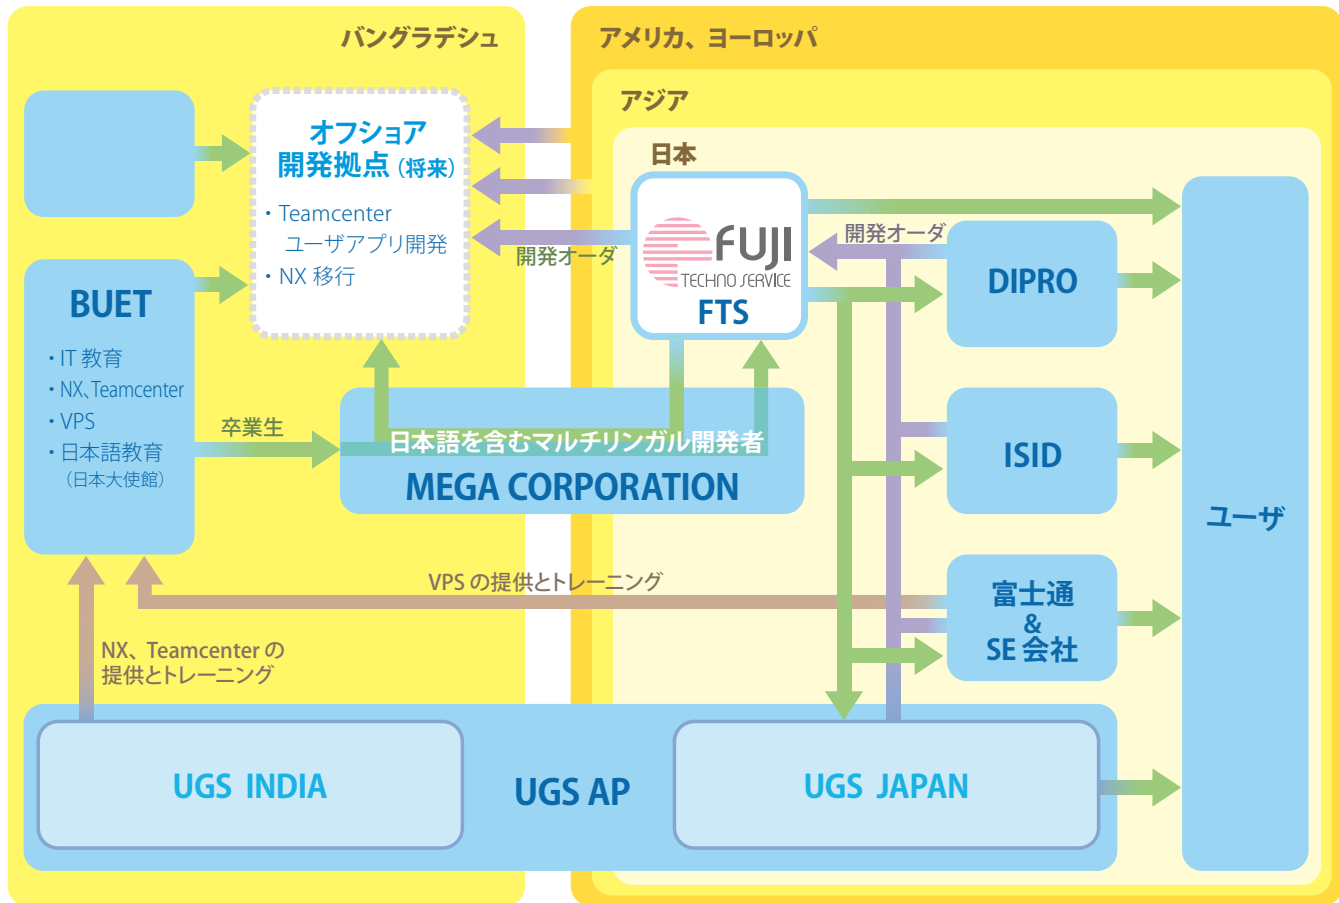 バングラデシュ
アメリカ、ヨーロッパ
アジア
日本
オフショア
開発拠点（将来）
・Teamcenter
ユーザアプリ開発
・NX 移行
開発オーダ
FUJI
TECHNO SERVICE
FTS
開発オーダ
DIPRO
BUET
・IT 教育
・NX、Teamcenter
・VPS
・日本語教育
（日本大使館）
卒業生
日本語を含むマルチリンガル開発者
MEGA CORPORATION
ISID
ユーザ
VPS の提供とトレーニング
富士通
&
SE 会社
NX、Teamcenter の
提供とトレーニング
UGS INDIA
UGS AP
UGS JAPAN